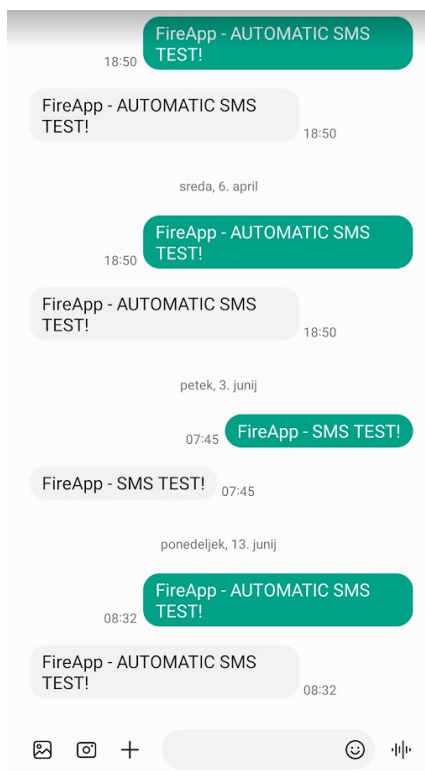 FireApp - AUTOMATIC SMS
TEST!
18:50
FireApp - AUTOMATIC SMS
TEST!
18:50
sreda, 6. april
FireApp - AUTOMATIC SMS
TEST!
18:50
FireApp - AUTOMATIC SMS
TEST!
18:50
petek, 3. junij
07:45 FireApp - SMS TEST!
FireApp - SMS TEST! 07:45
ponedeljek, 13. junij
FireApp - AUTOMATIC SMS
TEST!
08:32
FireApp - AUTOMATIC SMS
TEST!
08:32